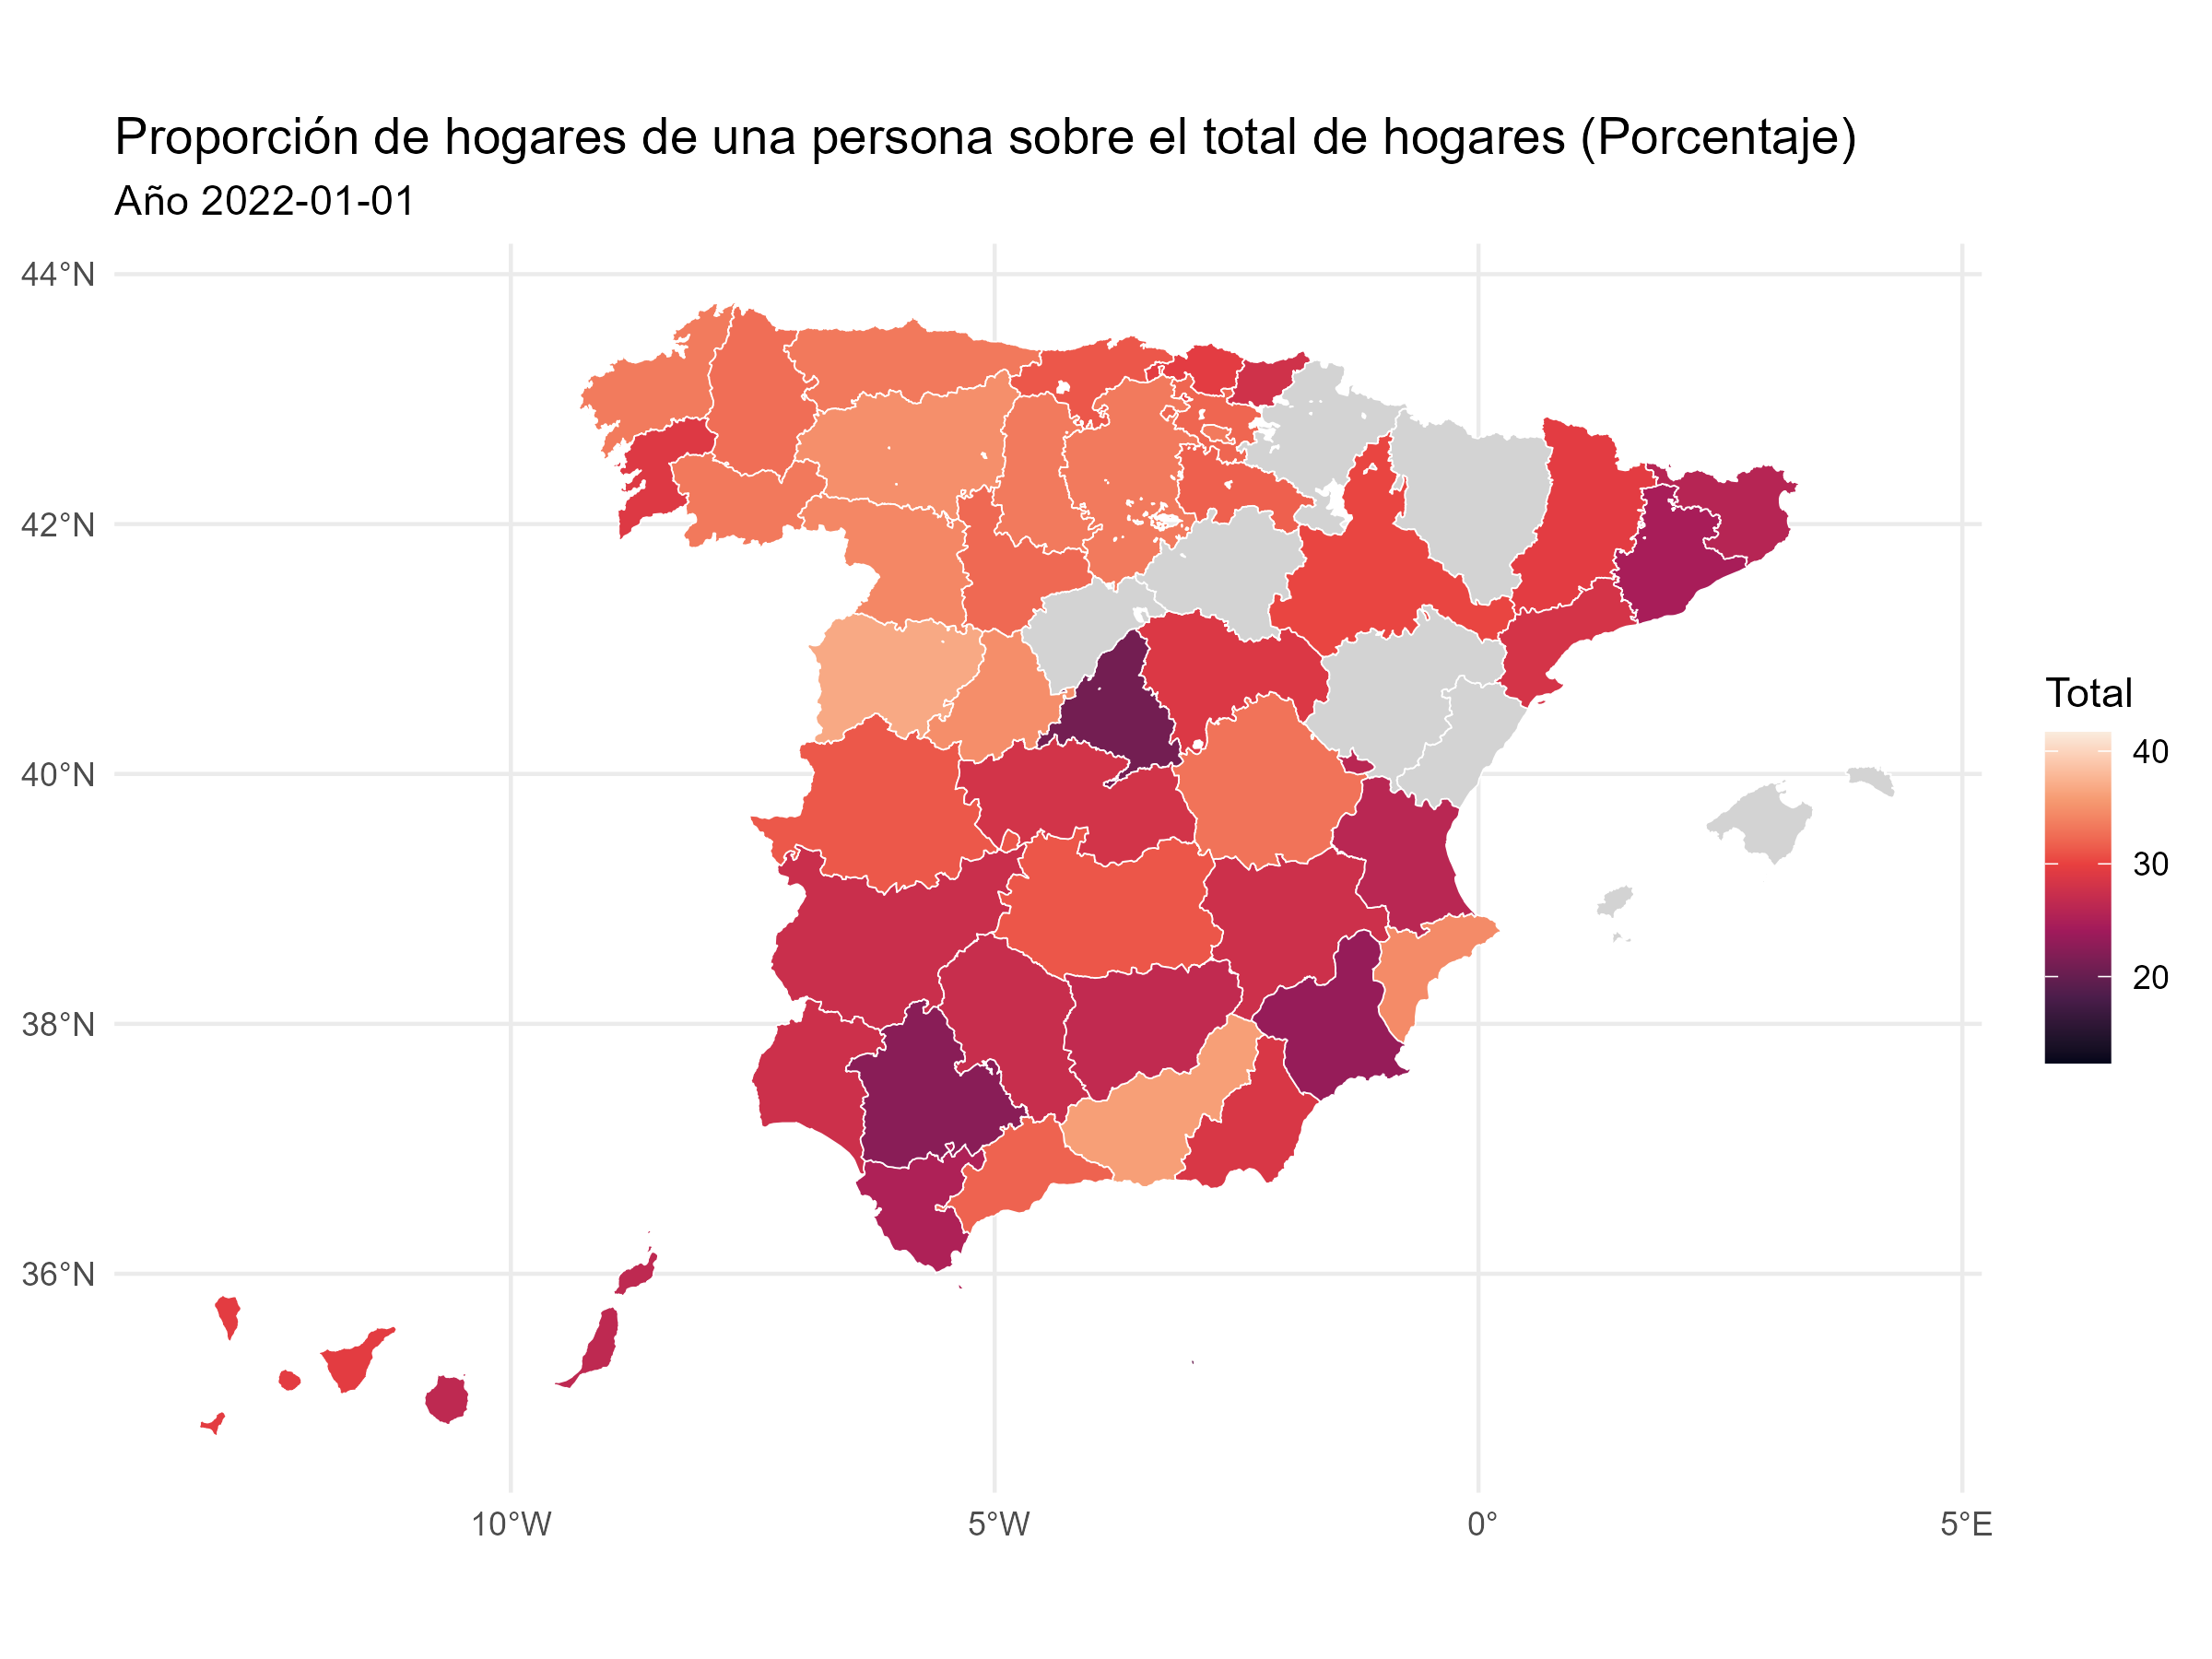 Proporción de hogares de una persona sobre el total de hogares (Porcentaje)
Año 2022-01-01
44°N
42°N
40°N
38°N
36°N
10°W
5°W
0°
5°E
Total
40
30
20